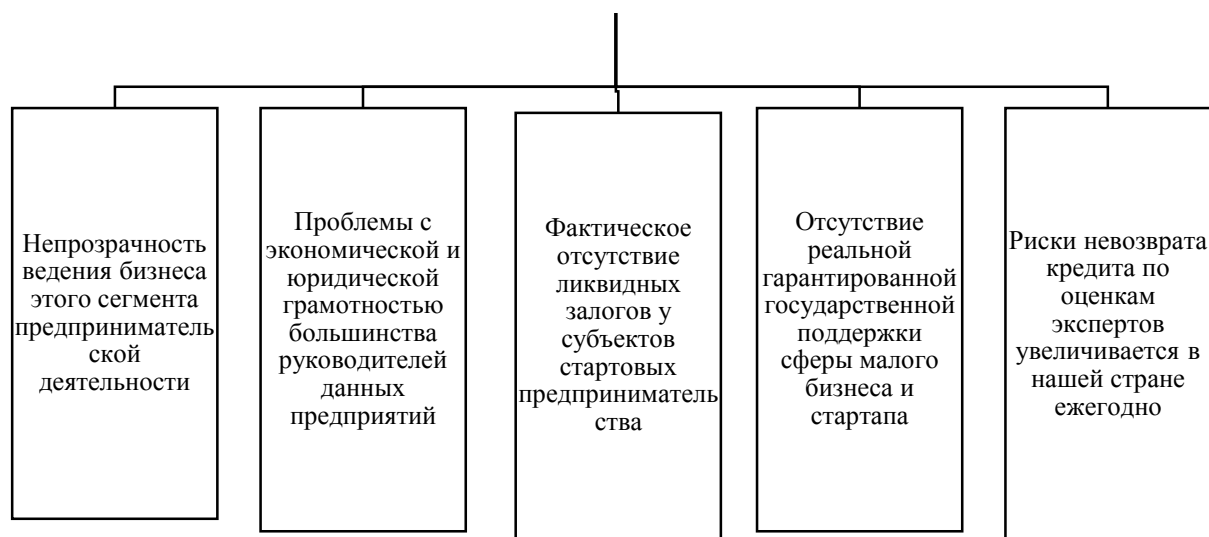 Непрозрачность
ведения бизнеса
этого сегмента
предприниматель
ской
деятельности
Проблемы с
экономической и
юридической
грамотностью
большинства
руководителей
данных
предприятий
Фактическое
отсутствие
ликвидных
залогов у
субъектов
стартовых
предприниматель
ства
Отсутствие
реальной
гарантированной
государственной
поддержки
сферы малого
бизнеса и
стартапа
Риски невозврата
кредита по
оценкам
экспертов
увеличивается в
нашей стране
ежегодно